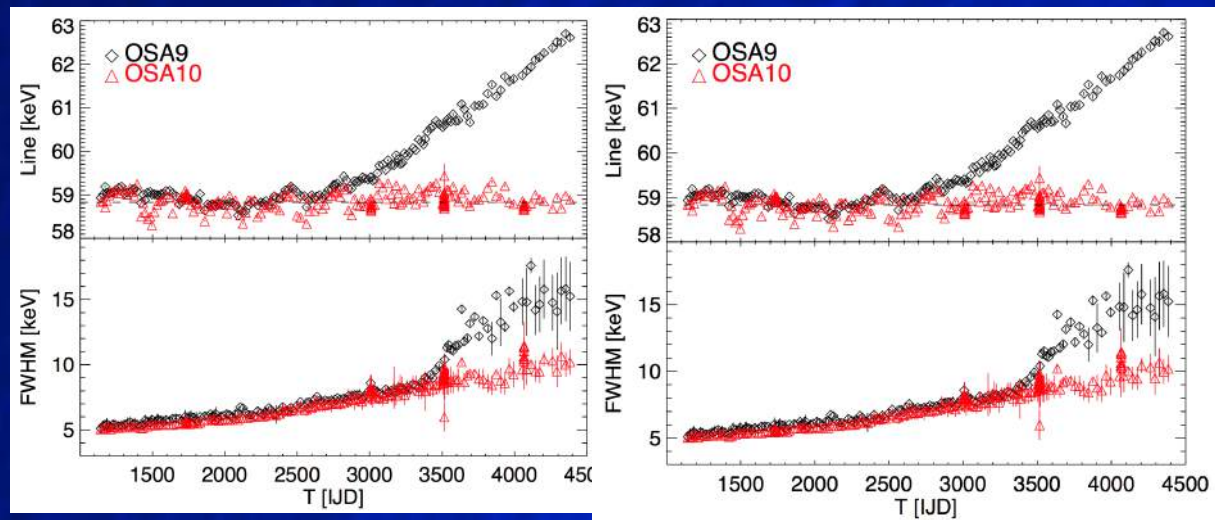 63
62
61
60
59
58
Line [keV]
OSA9
OSA10
15
10
5
FWHM [keV]
1500 2000 2500 3000 3500 4000 450
T [IJD]
63
62
61
60
59
58
Line [keV]
OSA9
OSA10
15
10
5
FWHM [keV]
1500 2000 2500 3000 3500 4000 4500
T [IJD]